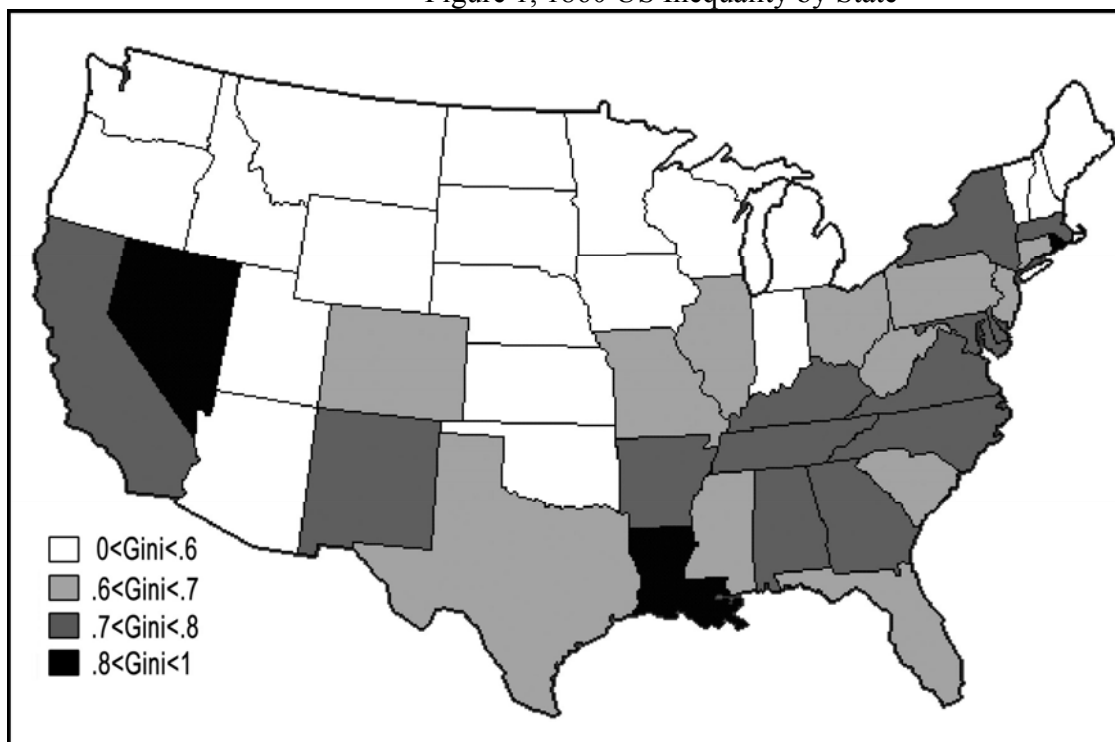 Figure 1, 1860 US Inequality by State
0<Gini<.6
.6<Gini<.7
.7<Gini<.8
.8<Gini<1